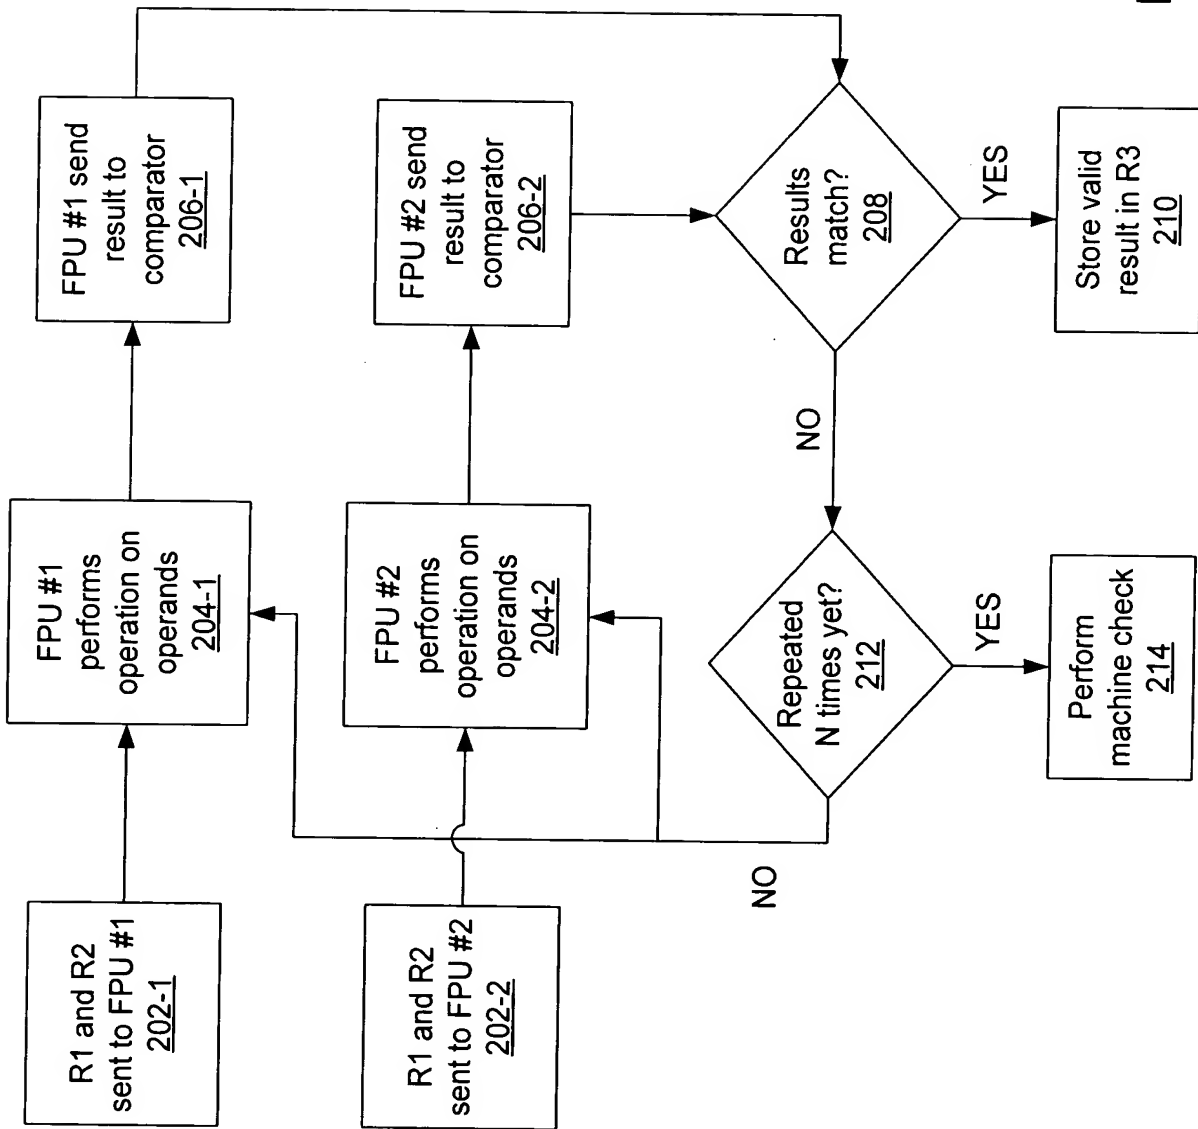 R1 and R2
sent to FPU #1
202-1
FPU #1
performs
operation on
operands
204-1
FPU #1 send
result to
comparator
206-1
R1 and R2
sent to FPU #2
202-2
FPU #2
performs
operation on
operands
204-2
FPU #2 send
result to
comparator
206-2
Results
match?
208
YES
Store valid
result in R3
210
NO
Repeated
N times yet?
212
YES
Perform
machine check
214
NO